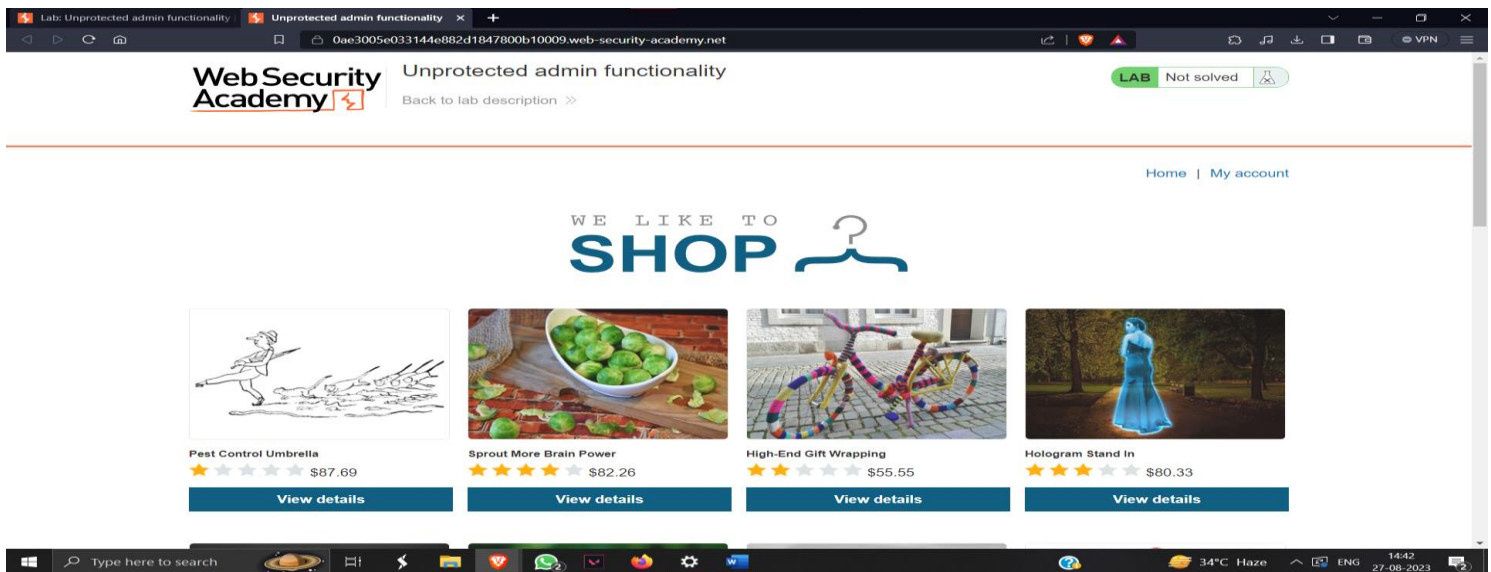 Lab: Unprotected admin functionality
Unprotected admin functionality
0ae3005e033144e882d1847800b10009.web-security-academy.net
VPN
Web Security
Academy
Unprotected admin functionality
Back to lab description
LAB Not solved
Home | My account
WE LIKE TO
SHOP
Pest Control Umbrella
$87.69
View details
Sprout More Brain Power
$82.26
View details
High-End Gift Wrapping
$55.55
View details
Hologram Stand In
$80.33
View details
Type here to search
2
34°C Haze
ENG
14:42
27-08-2023
2